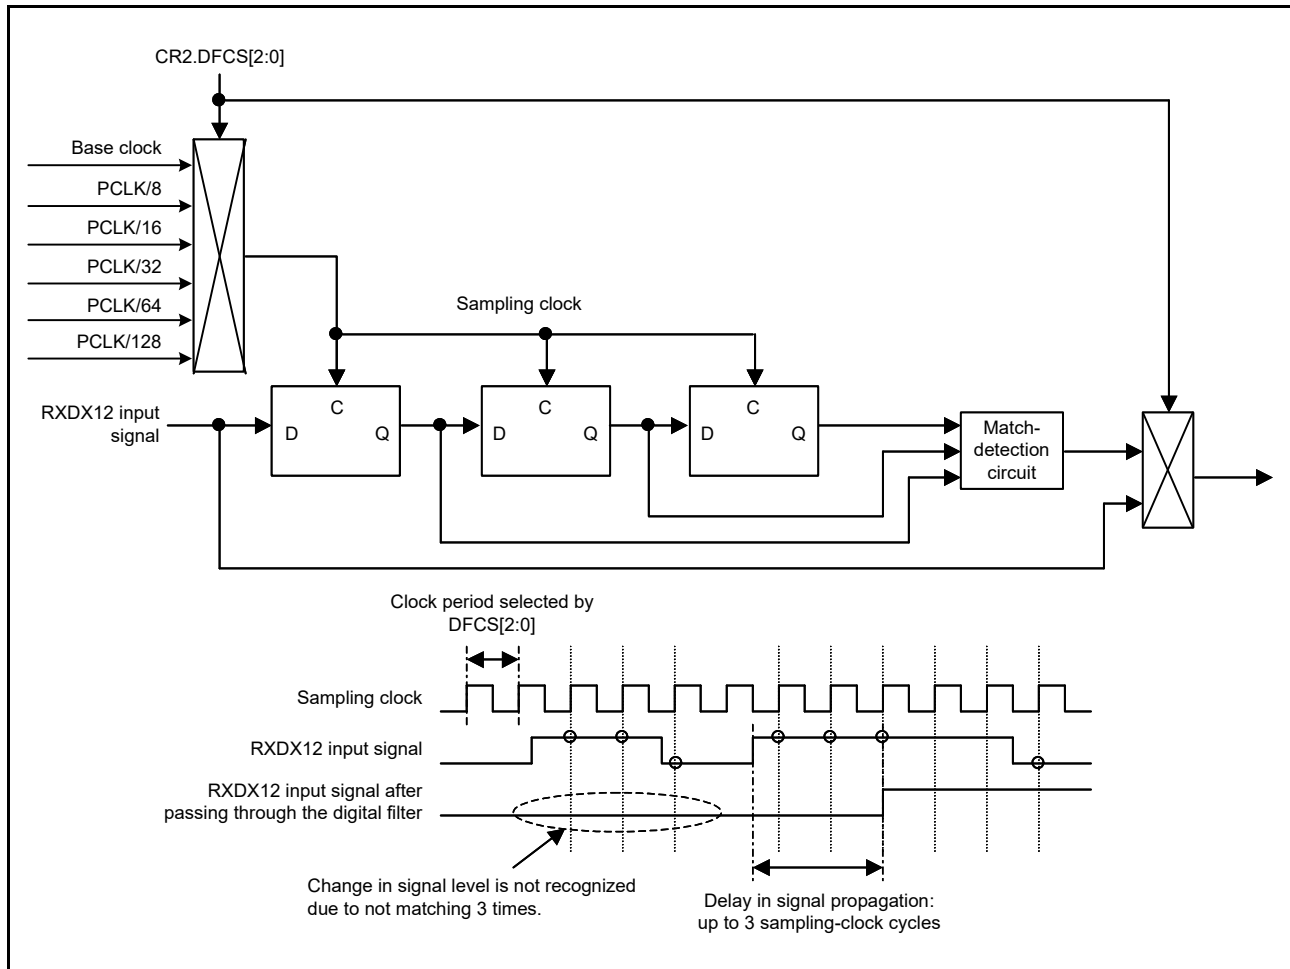 CR2.DFCS[2:0]
Base clock
PCLK/8
PCLK/16
PCLK/32
PCLK/64
PCLK/128
Sampling clock
RXDX12 input
signal
C
D
Q
C
D
Q
C
D
Q
Match-
detection
circuit
Clock period selected by
DFCS[2:0]
Sampling clock
RXDX12 input signal
RXDX12 input signal after
passing through the digital filter
Change in signal level is not recognized
due to not matching 3 times.
Delay in signal propagation:
up to 3 sampling-clock cycles